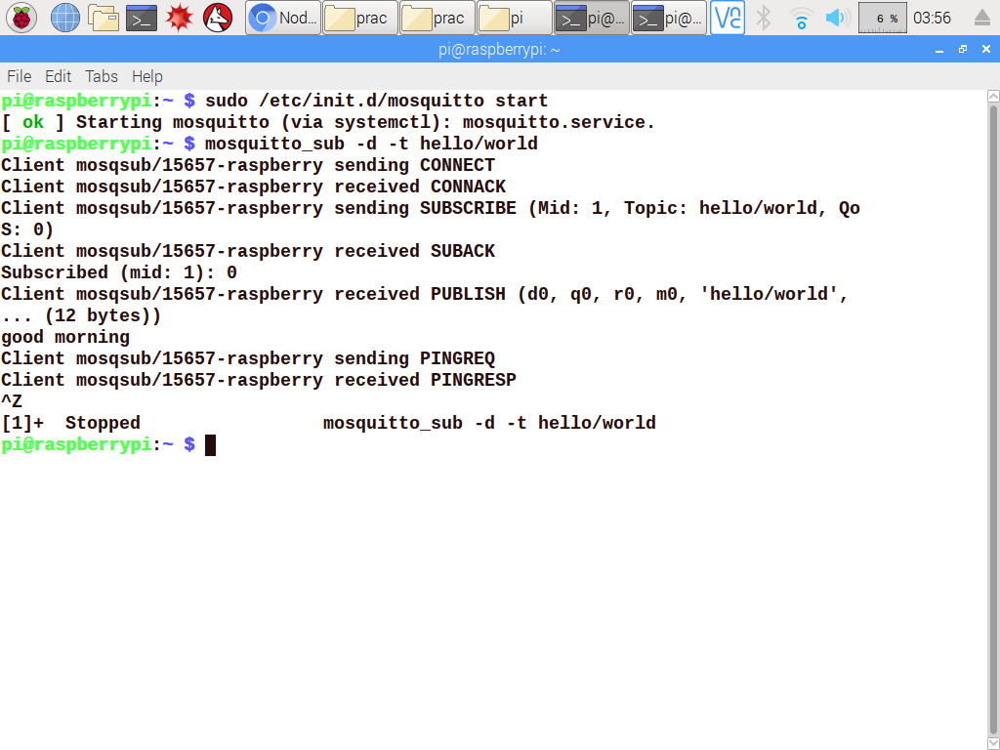 Nod... prac prac pi pi@... pi@... 6 % 03:56
pi@raspberrypi: ~
File Edit Tabs Help
pi@raspberrypi:~ $ sudo /etc/init.d/mosquitto start
[ ok ] Starting mosquitto (via systemctl): mosquitto.service.
pi@raspberrypi:~ $ mosquitto_sub -d -t hello/world
Client mosqsub/15657-raspberry sending CONNECT
Client mosqsub/15657-raspberry received CONNACK
Client mosqsub/15657-raspberry sending SUBSCRIBE (Mid: 1, Topic: hello/world, Qo
S: 0)
Client mosqsub/15657-raspberry received SUBACK
Subscribed (mid: 1): 0
Client mosqsub/15657-raspberry received PUBLISH (d0, q0, r0, m0, 'hello/world',
... (12 bytes))
good morning
Client mosqsub/15657-raspberry sending PINGREQ
Client mosqsub/15657-raspberry received PINGRESP
^Z
[1]+  Stopped                 mosquitto_sub -d -t hello/world
pi@raspberrypi:~ $